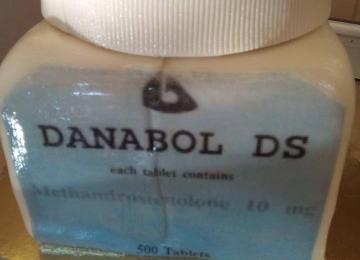 DANABOL DS
each tablet contains
Methandrostenolone 10 mg
500 Tablets